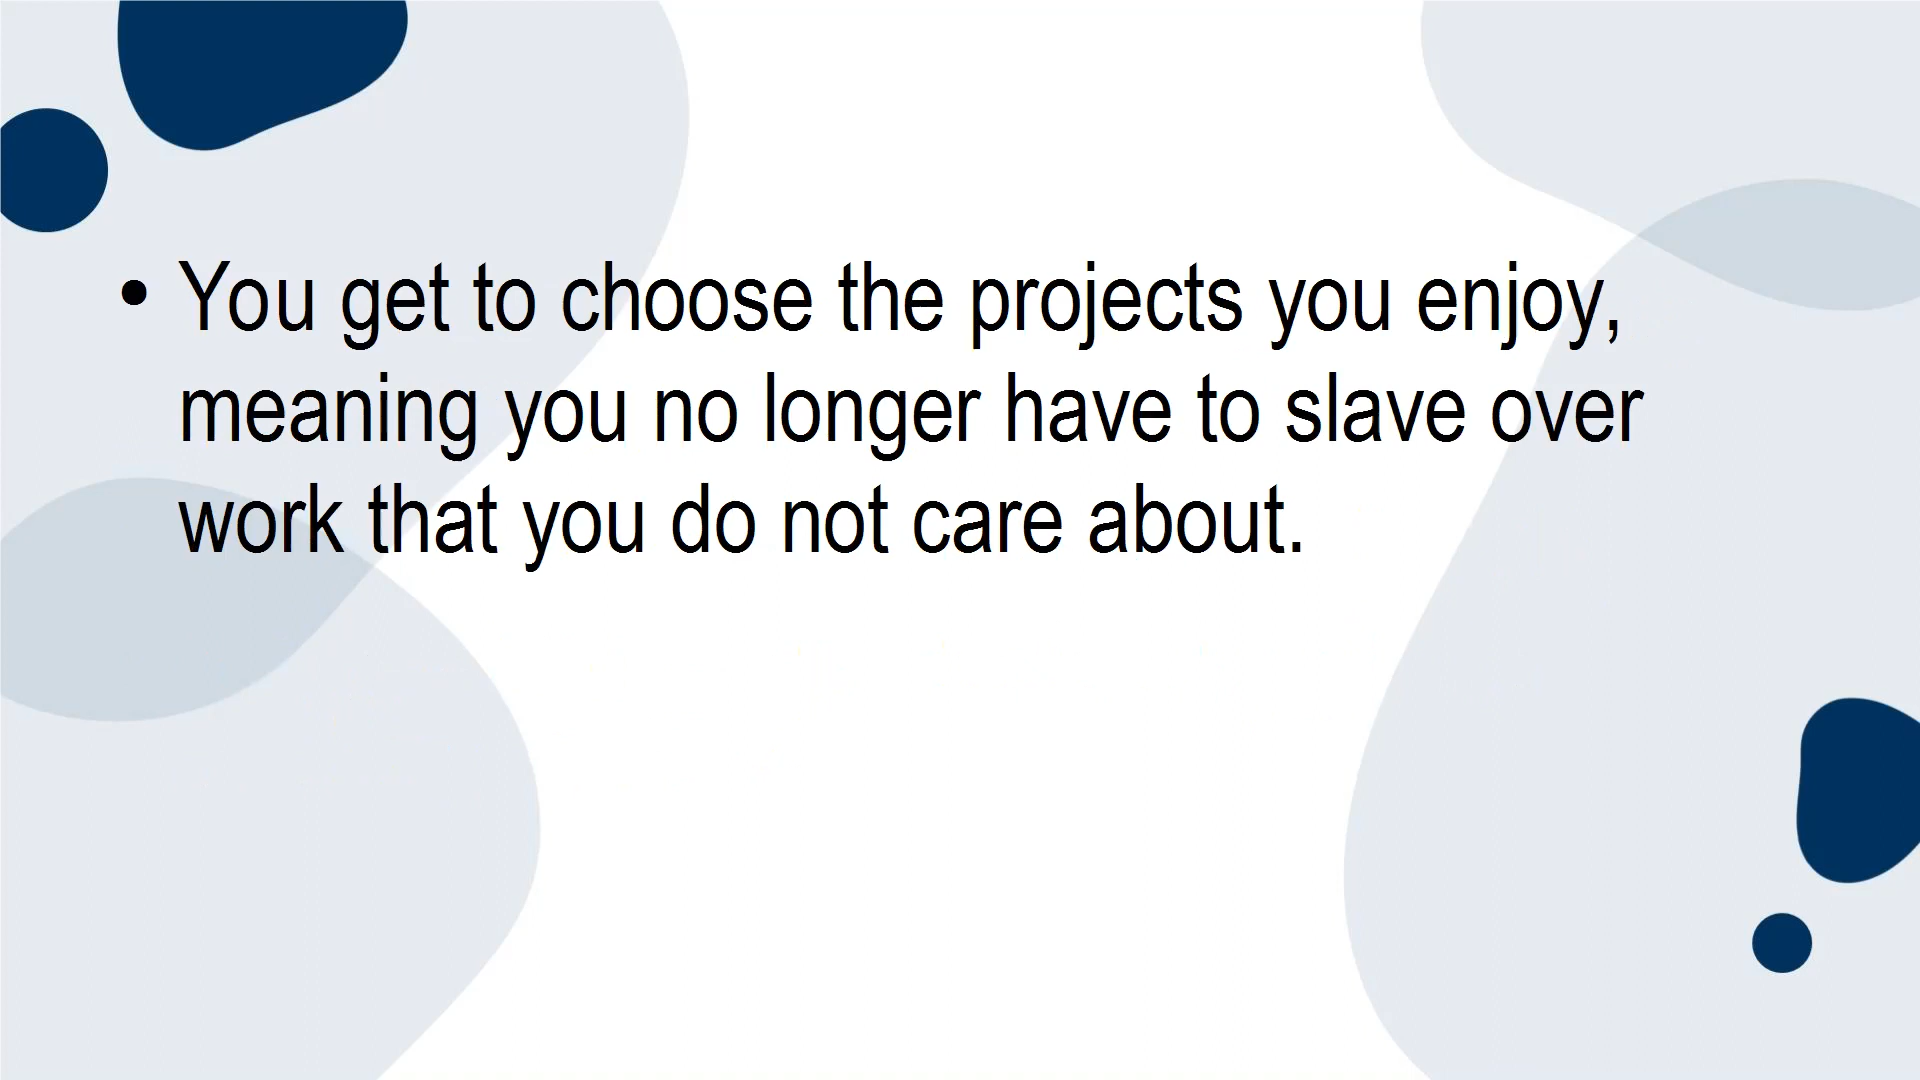 • You get to choose the projects you enjoy,
meaning you no longer have to slave over
work that you do not care about.